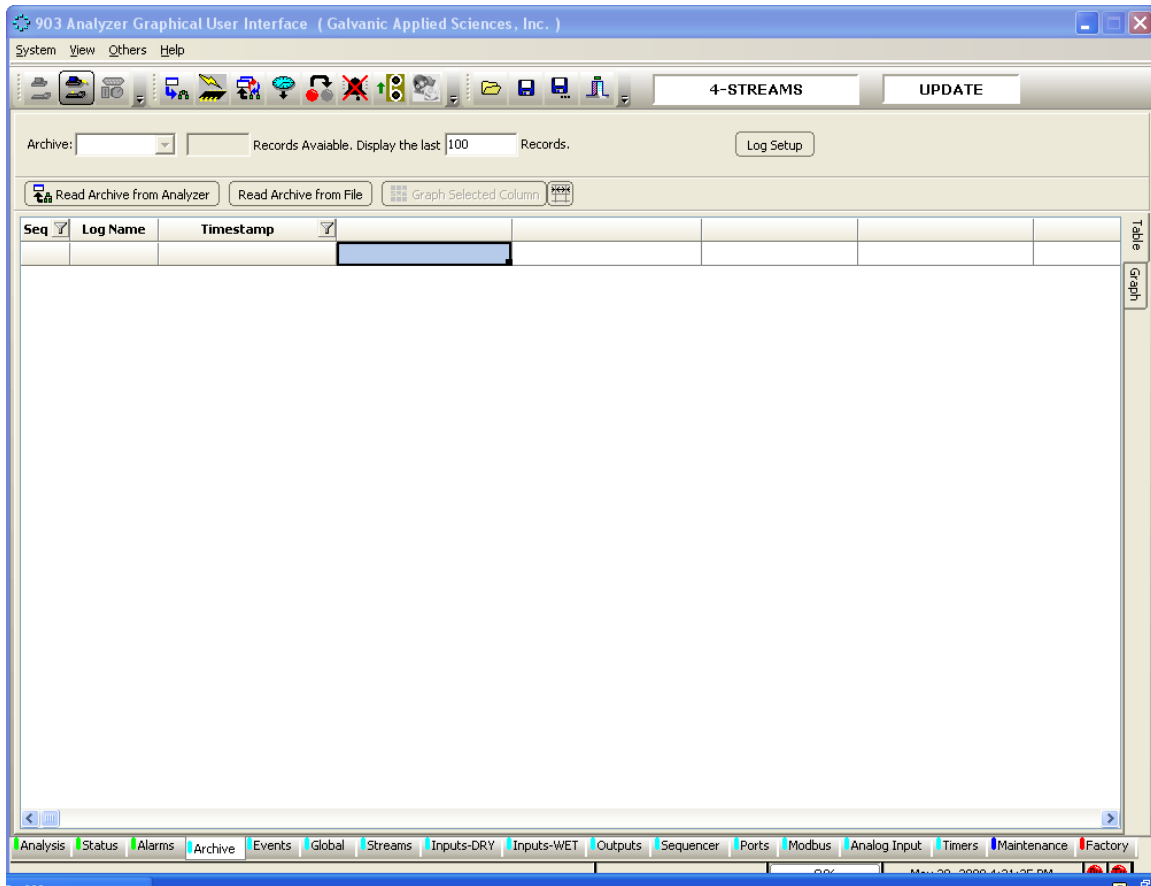 903 Analyzer Graphical User Interface ( Galvanic Applied Sciences, Inc. )
System View Others Help
4-STREAMS UPDATE
Archive: Records Avaiable. Display the last 100 Records. Log Setup
Read Archive from Analyzer Read Archive from File Graph Selected Column
Seq Log Name Timestamp
Table
Graph
Analysis Status Alarms Archive Events Global Streams Inputs-DRY Inputs-WET Outputs Sequencer Ports Modbus Analog Input Timers Maintenance Factory